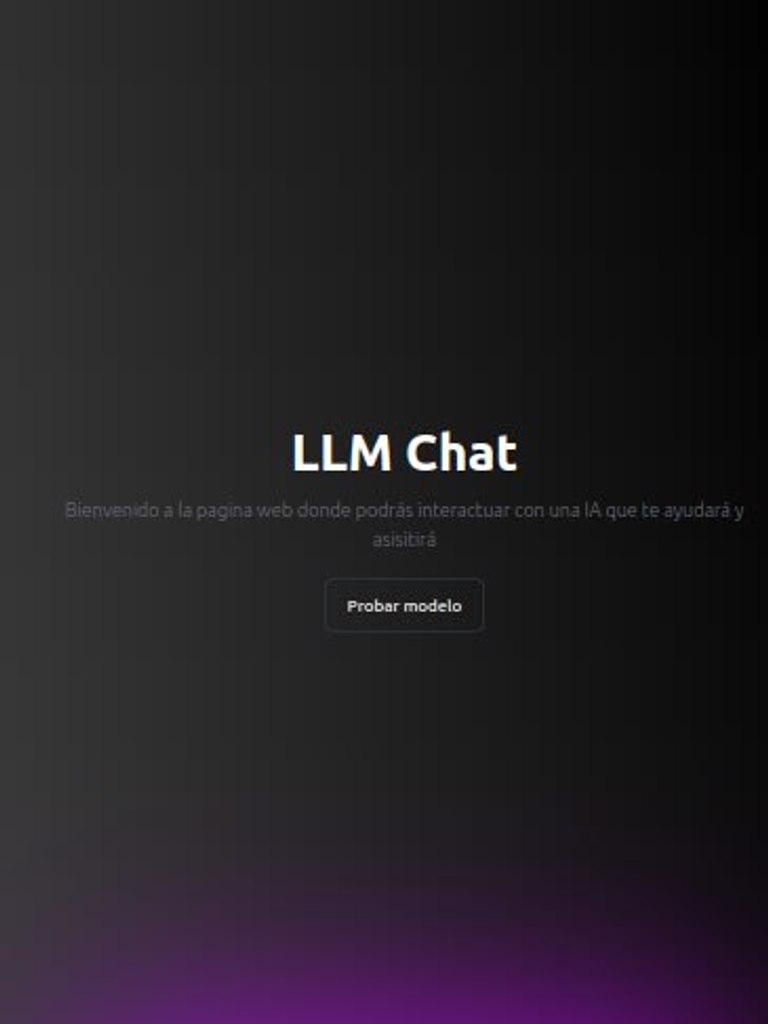 LLM Chat
Bienvenido a la pagina web donde podrás interactuar con una IA que te ayudará y
asisitirá
Probar modelo